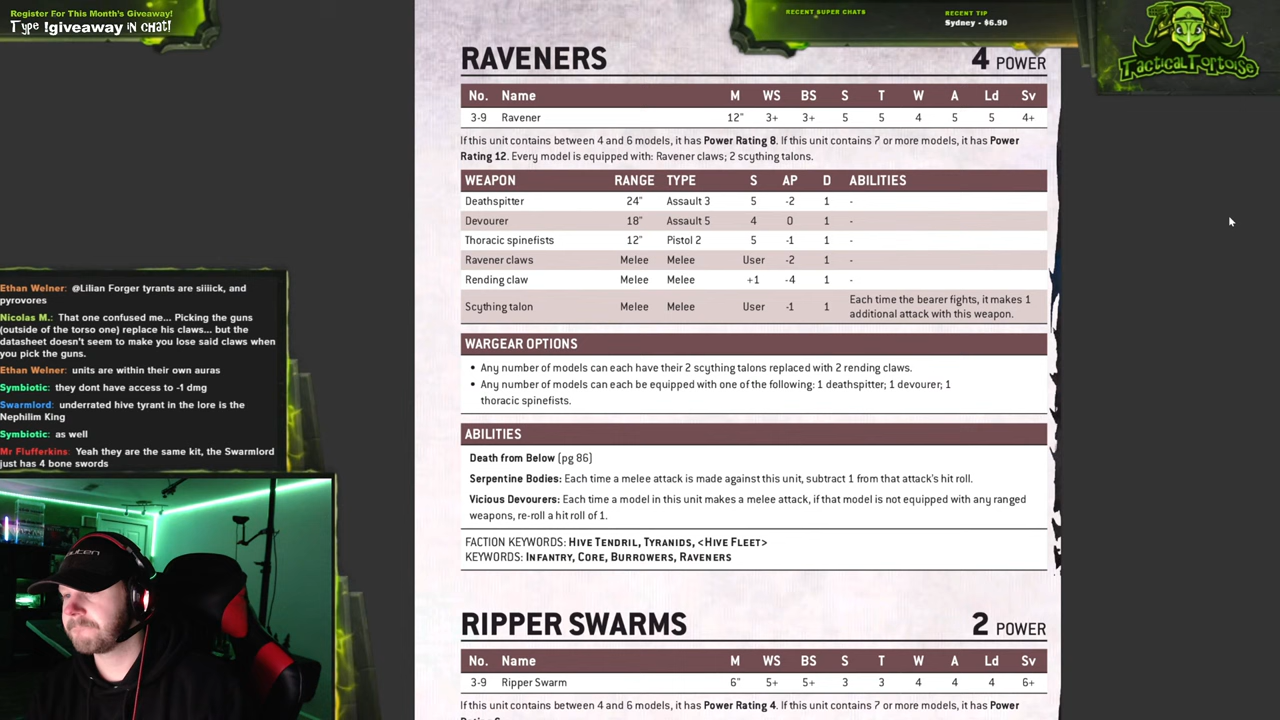 Register For This Month's Giveaway!
Type !giveaway in chat!
RECENT SUPER CHATS
RECENT TIP
Sydney - $6.90
TacticalTortoise
Ethan Welner: @Lilian Forger tyrants are siiiick, and
pyrovores
Nicolas M.: That one confused me... Picking the guns
(outside of the torso one) replace his claws... but the
datasheet doesn't seem to make you lose said claws when
you pick the guns.
Ethan Welner: units are within their own auras
Symbiotic: they dont have access to -1 dmg
Swarmlord: underrated hive tyrant in the lore is the
Nephilim King
Symbiotic: as well
Mr Flufferkins: Yeah they are the same kit, the Swarmlord
just has 4 bone swords
RAVENERS 4 POWER
No. Name M WS BS S T W A Ld Sv
3-9 Ravener 12" 3+ 3+ 5 5 4 5 5 4+
If this unit contains between 4 and 6 models, it has Power Rating 8. If this unit contains 7 or more models, it has Power
Rating 12. Every model is equipped with: Ravener claws; 2 scything talons.
WEAPON RANGE TYPE S AP D ABILITIES
Deathspitter 24" Assault 3 5 -2 1 -
Devourer 18" Assault 5 4 0 1 -
Thoracic spinefists 12" Pistol 2 5 -1 1 -
Ravener claws Melee Melee User -2 1 -
Rending claw Melee Melee +1 -4 1 -
Scything talon Melee Melee User -1 1 Each time the bearer fights, it makes 1
additional attack with this weapon.
WARGEAR OPTIONS
• Any number of models can each have their 2 scything talons replaced with 2 rending claws.
• Any number of models can each be equipped with one of the following: 1 deathspitter; 1 devourer; 1
thoracic spinefists.
ABILITIES
Death from Below (pg 86)
Serpentine Bodies: Each time a melee attack is made against this unit, subtract 1 from that attack's hit roll.
Vicious Devourers: Each time a model in this unit makes a melee attack, if that model is not equipped with any ranged
weapons, re-roll a hit roll of 1.
FACTION KEYWORDS: HIVE TENDRIL, TYRANIDS, <HIVE FLEET>
KEYWORDS: INFANTRY, CORE, BURROWERS, RAVENERS
RIPPER SWARMS 2 POWER
No. Name M WS BS S T W A Ld Sv
3-9 Ripper Swarm 6" 5+ 5+ 3 3 4 4 4 6+
If this unit contains between 4 and 6 models, it has Power Rating 4. If this unit contains 7 or more models, it has Power